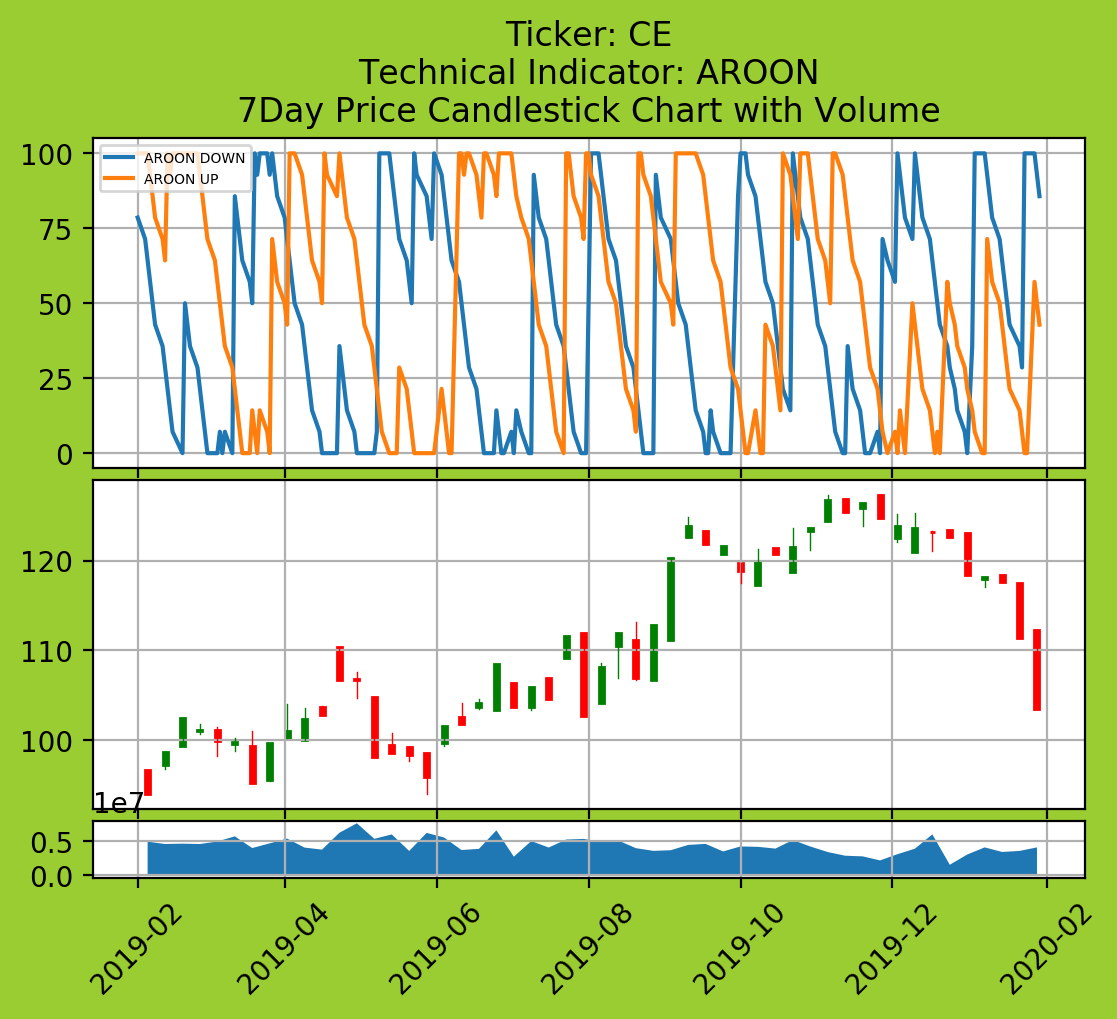 Ticker: CE
Technical Indicator: AROON
7Day Price Candlestick Chart with Volume
100
75
50
25
0
AROON DOWN
AROON UP
120
110
100
1e7
0.5
0.0
2019-02
2019-04
2019-06
2019-08
2019-10
2019-12
2020-02